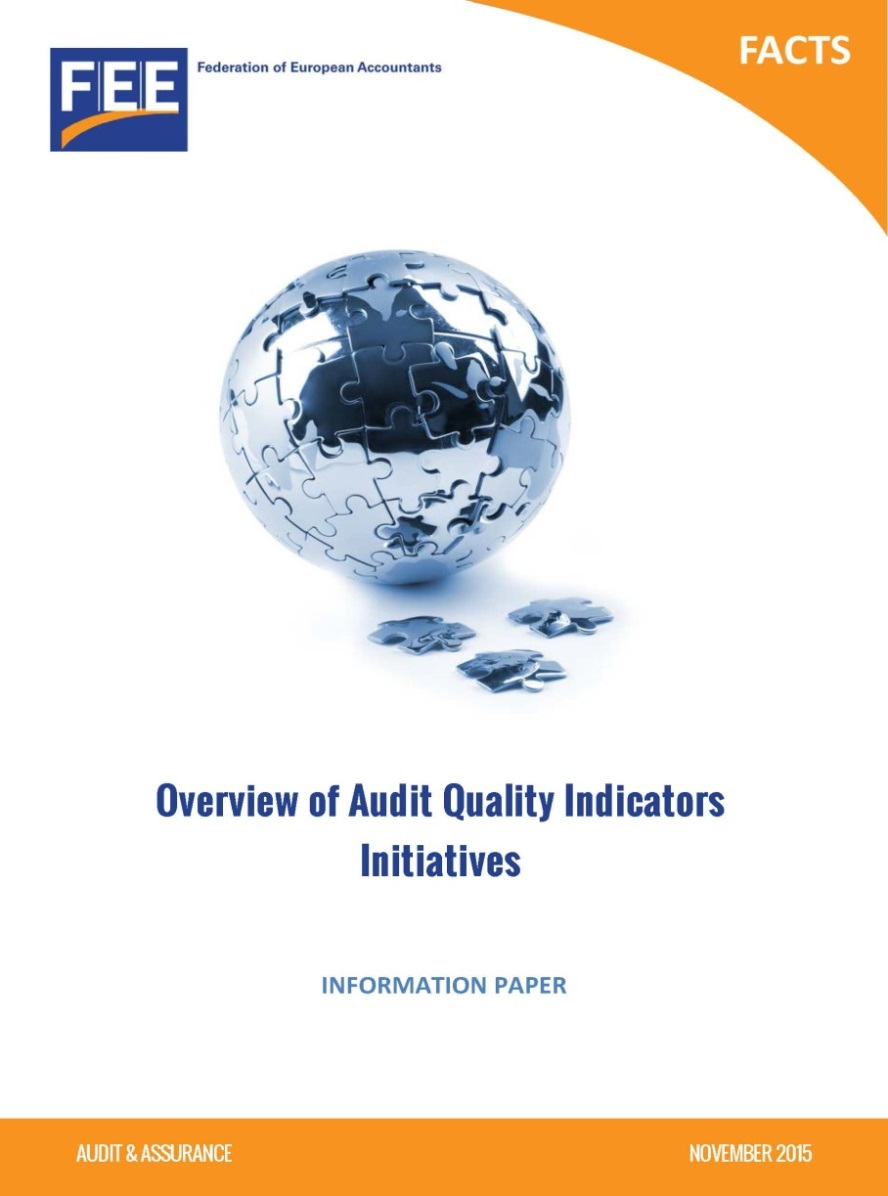 FACTS
FEE
Federation of European Accountants
Overview of Audit Quality Indicators
Initiatives
INFORMATION PAPER
AUDIT & ASSURANCE
NOVEMBER 2015